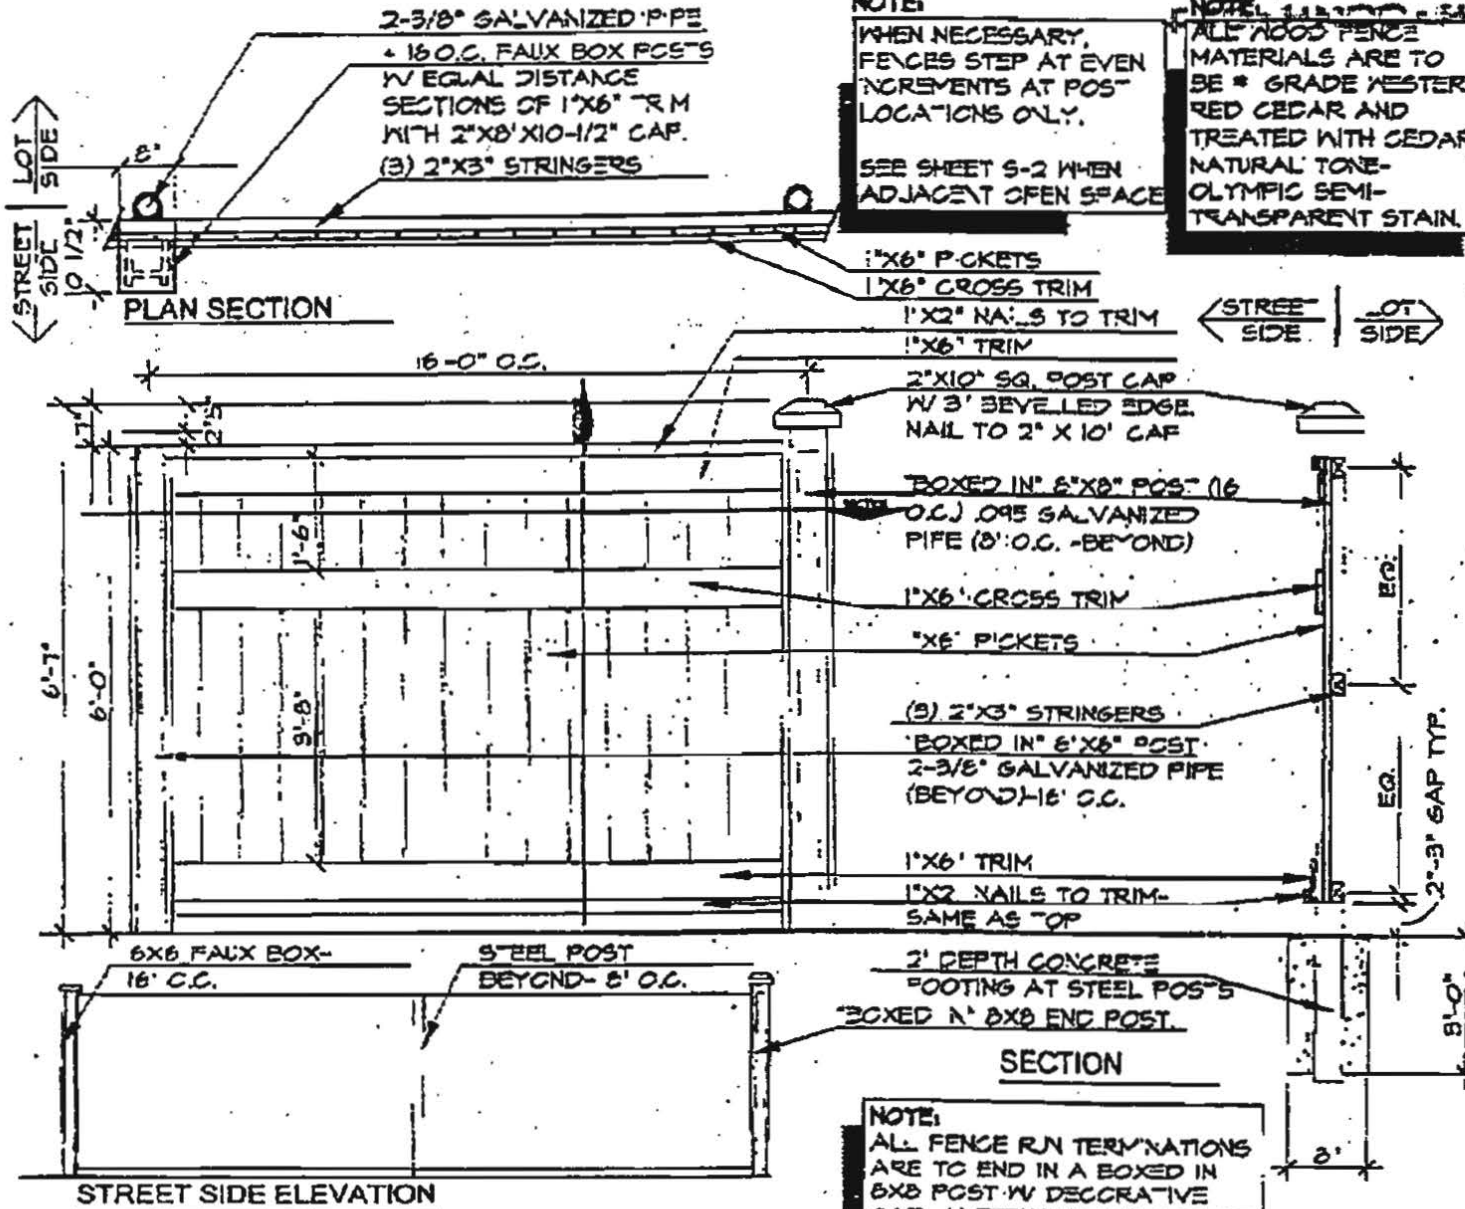 2-3/8" GALVANIZED PIPE
16 O.C. FAUX BOX POSTS
W/ EQUAL DISTANCE
SECTIONS OF 1"X6" TRIM
WITH 2"X8"X10-1/2" CAP.
(3) 2"X3" STRINGERS
LOT
SIDE
STREET
SIDE
8"
0 1/2"
PLAN SECTION
NOTE:
WHEN NECESSARY,
FENCES STEP AT EVEN
INCREMENTS AT POST
LOCATIONS ONLY.
SEE SHEET S-2 WHEN
ADJACENT OPEN SPACE
NOTE:
ALL WOOD FENCE
MATERIALS ARE TO
BE * GRADE WESTER
RED CEDAR AND
TREATED WITH CEDAR
NATURAL TONE-
OLYMPIC SEMI-
TRANSPARENT STAIN.
1"X6" PICKETS
1"X6" CROSS TRIM
1"X2" NAILS TO TRIM
1"X6" TRIM
STREET
SIDE
LOT
SIDE
16'-0" O.C.
2"X10" SQ. POST CAP
W/ 3" BEVELLED EDGE.
NAIL TO 2" X 10" CAP
7"
2.5"
"BOXED IN" 8"X8" POST (16
O.C.) .095 GALVANIZED
PIPE (8' O.C. -BEYOND)
1'-6"
1"X6" CROSS TRIM
"X6" PICKETS
EQ.
6'-7"
6'-0"
3'-8"
(3) 2"X3" STRINGERS
"BOXED IN" 6"X6" POST
2-3/8" GALVANIZED PIPE
(BEYOND)-16' O.C.
EQ.
2"-3" GAP TYP.
1"X6" TRIM
1"X2 NAILS TO TRIM-
SAME AS TOP
6X6 FAUX BOX-
16' O.C.
STEEL POST
BEYOND- 8' O.C.
2' DEPTH CONCRETE
FOOTING AT STEEL POSTS
"BOXED IN" 8X8 END POST.
3'-0"
SECTION
8"
STREET SIDE ELEVATION
NOTE:
ALL FENCE RUN TERMINATIONS
ARE TO END IN A BOXED IN
8X8 POST W/ DECORATIVE